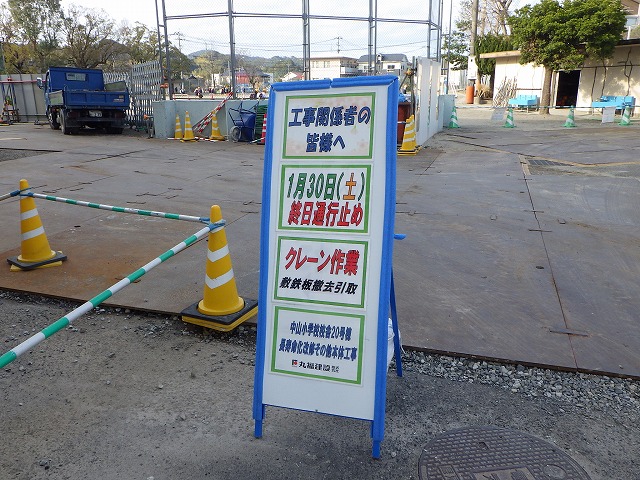 工事関係者の
皆様へ
1月30日(土)
終日通行止め
クレーン作業
敷鉄板撤去引取
中山小学校校舎20号棟
長寿命化改修その他本体工事
丸福建設